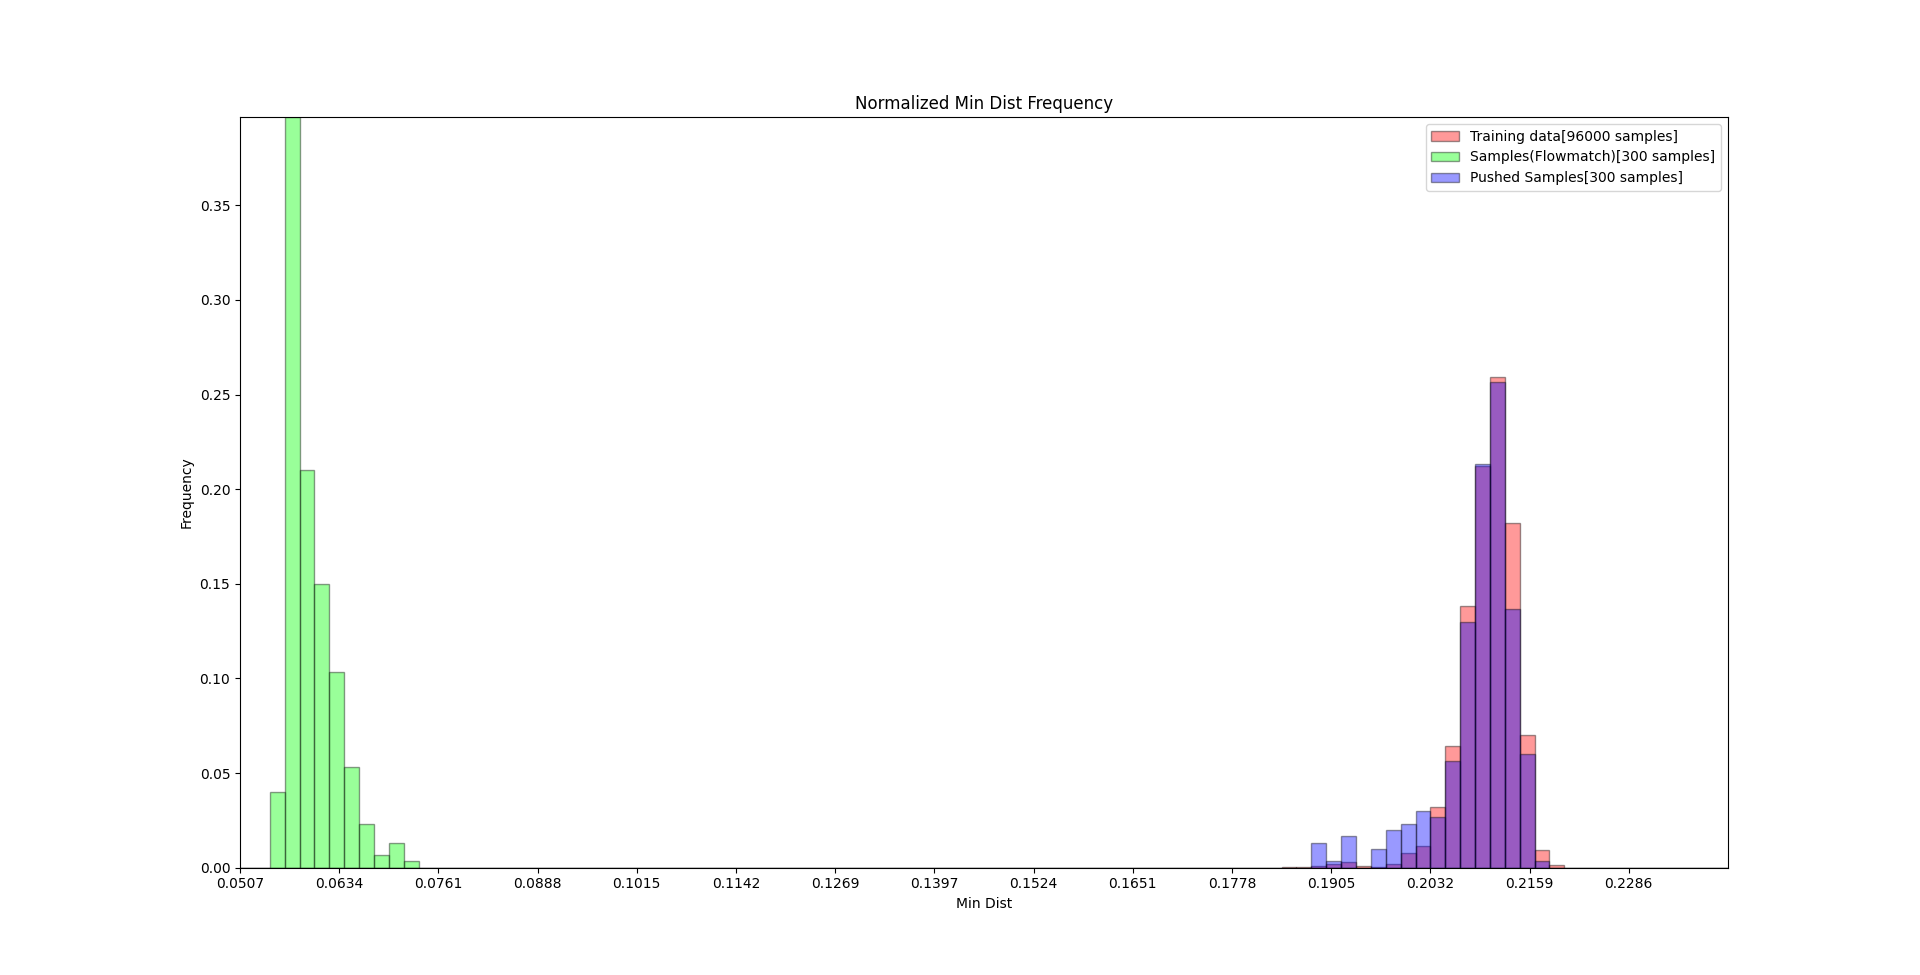 Normalized Min Dist Frequency
Training data[96000 samples]
Samples(Flowmatch)[300 samples]
Pushed Samples[300 samples]
0.35
0.30
0.25
0.20
0.15
0.10
0.05
0.00
Frequency
0.0507 0.0634 0.0761 0.0888 0.1015 0.1142 0.1269 0.1397 0.1524 0.1651 0.1778 0.1905 0.2032 0.2159 0.2286
Min Dist